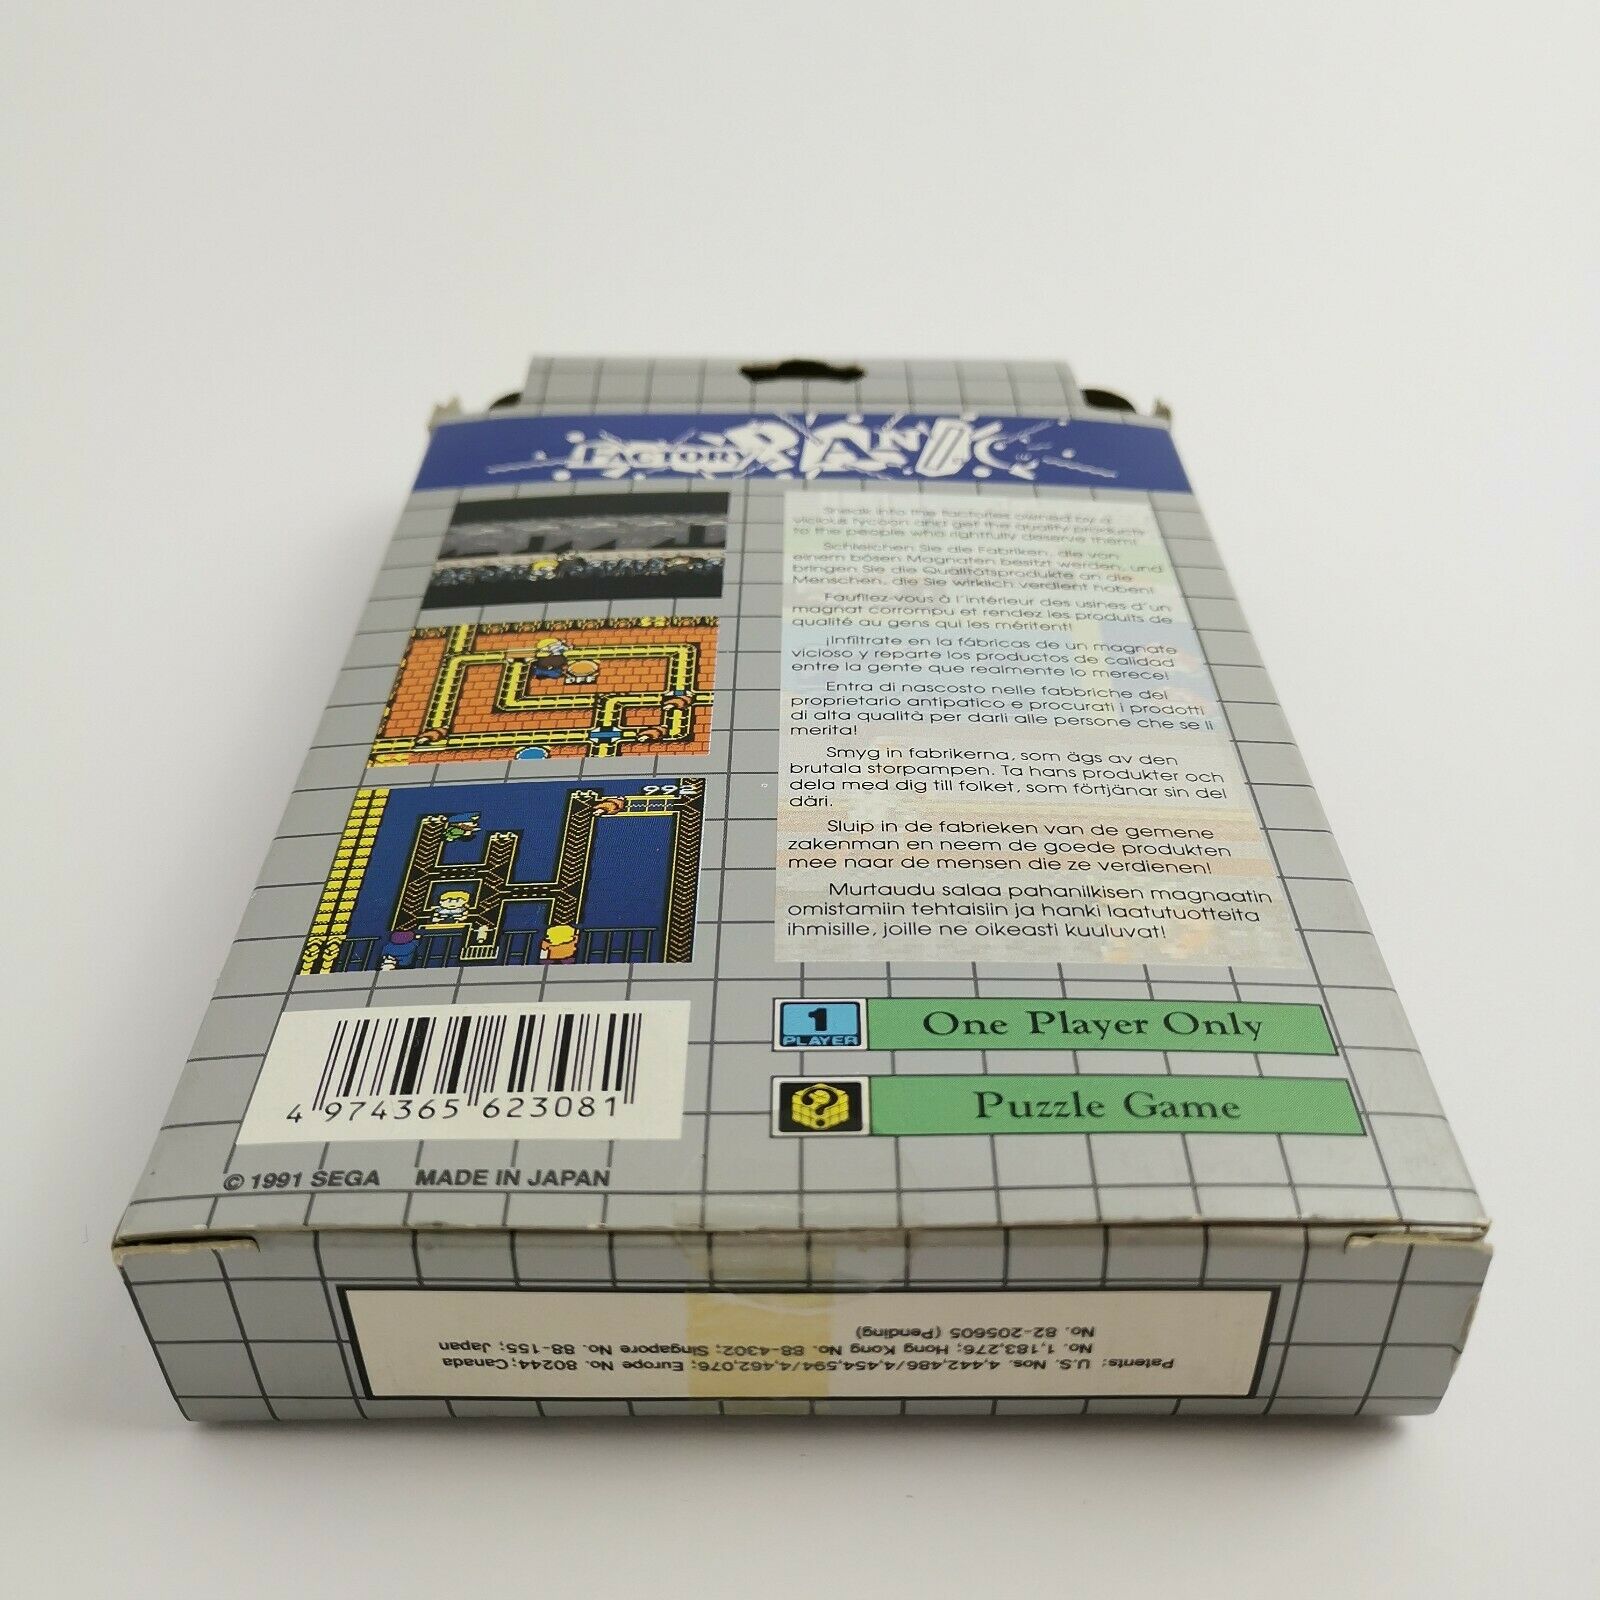 FACTORY PANIC
Sneak into the factories owned by a
vicious tycoon and get the quality products
to the people who rightfully deserve them!
Schleichen Sie die Fabriken, die von
einem bösen Magnaten besitzt werden, und
bringen Sie die Qualitätsprodukte an die
Menschen, die Sie wirklich verdient haben!
Faufilez-vous à l'intérieur des usines d'un
magnat corrompu et rendez les produits de
qualité au gens qui les méritent!
¡Infíltrate en la fábricas de un magnate
vicioso y reparte los productos de calidad
entre la gente que realmente lo merece!
Entra di nascosto nelle fabbriche del
proprietario antipatico e procurati i prodotti
di alta qualità per darli alle persone che se li
merita!
Smyg in fabrikerna, som ägs av den
brutala storpampen. Ta hans produkter och
dela med dig till folket, som förtjänar sin del
däri.
Sluip in de fabrieken van de gemene
zakenman en neem de goede produkten
mee naar de mensen die ze verdienen!
Murtaudu salaa pahanilkisen magnaatin
omistamiin tehtaisiin ja hanki laatutuotteita
ihmisille, joille ne oikeasti kuuluvat!
OFF
992
1
PLAYER
One Player Only
Puzzle Game
4 974365 623081
© 1991 SEGA MADE IN JAPAN
Patents: U.S. Nos. 4,442,486/4,454,594/4,462,076; Europe No. 80244; Canada
No. 1,183,276; Hong Kong No. 88-4302; Singapore No. 88-155; Japan
No. 82-205605 (Pending)